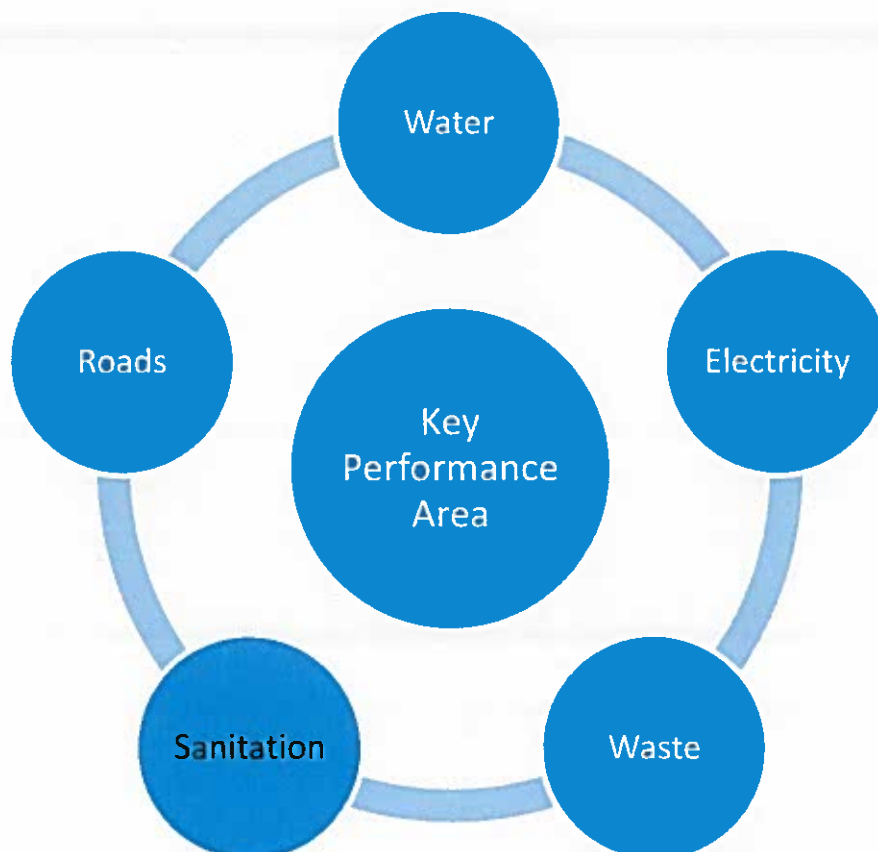 Water
Roads
Electricity
Key
Performance
Area
Sanitation
Waste